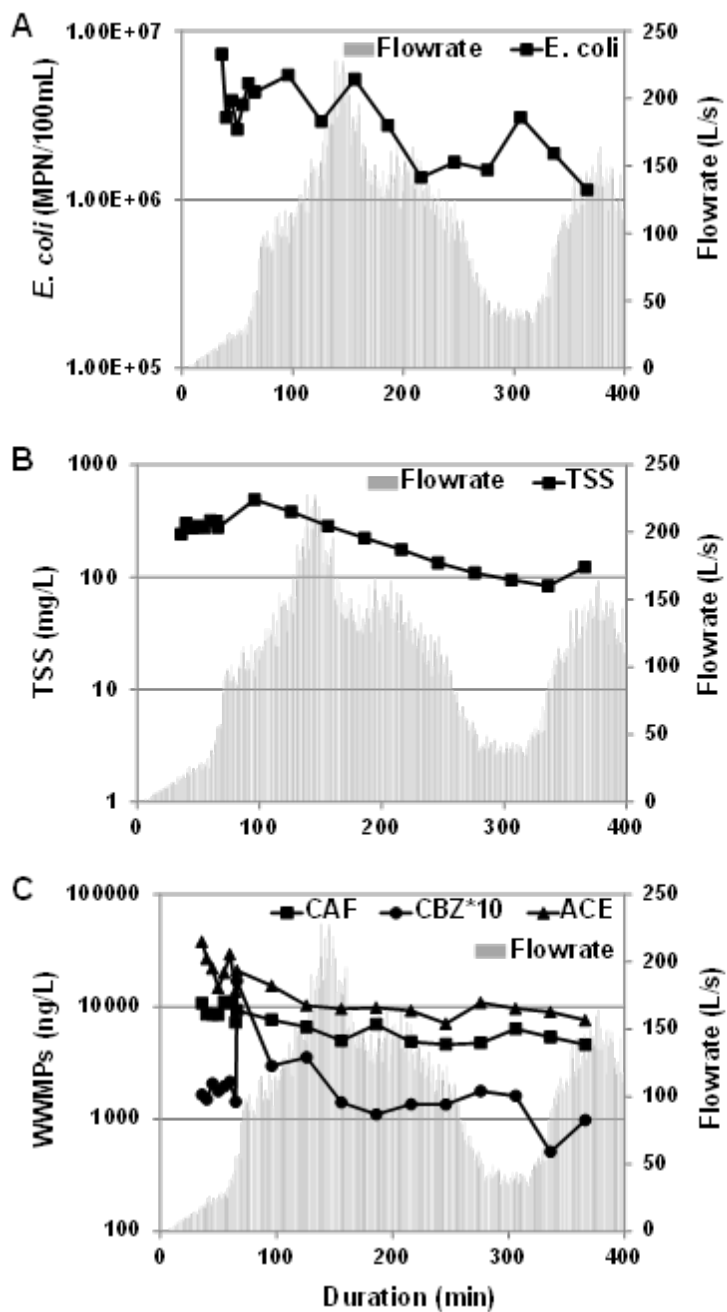 A
1.00E+07
1.00E+06
1.00E+05
E. coli (MPN/100mL)
Flowrate E. coli
250
200
150
100
50
0
Flowrate (L/s)
0 100 200 300 400
B
1000
100
10
1
TSS (mg/L)
Flowrate TSS
250
200
150
100
50
0
Flowrate (L/s)
0 100 200 300 400
C
100000
10000
1000
100
WWMPs (ng/L)
CAF CBZ*10 ACE
Flowrate
250
200
150
100
50
0
Flowrate (L/s)
0 100 200 300 400
Duration (min)